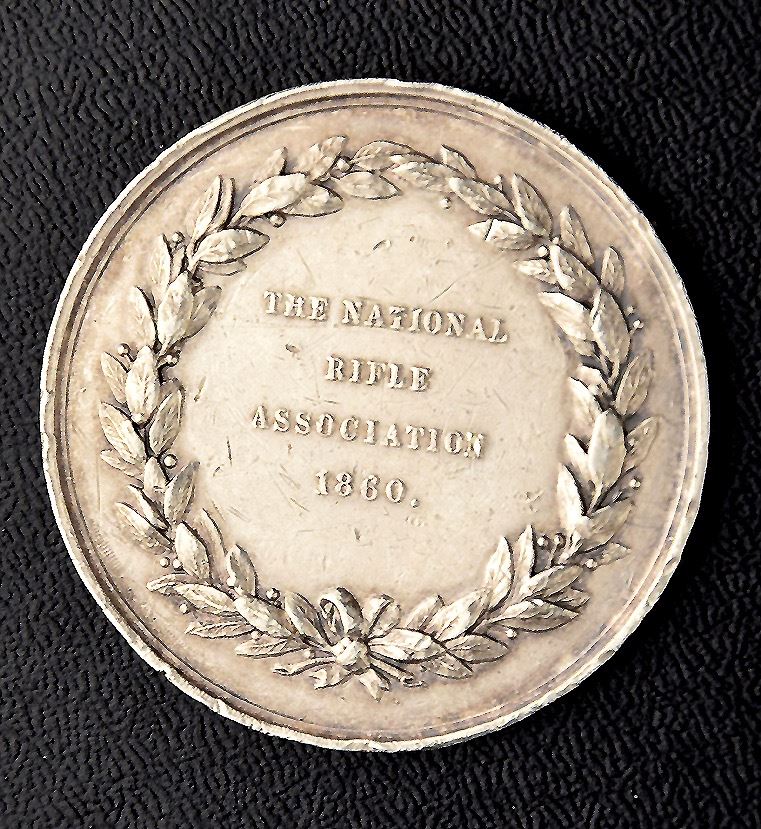 THE NATIONAL
RIFLE
ASSOCIATION
1860.